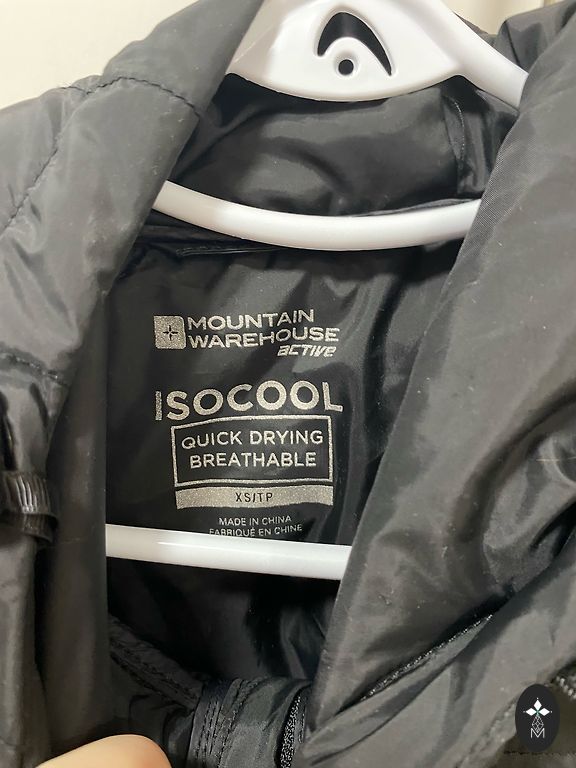 MOUNTAIN
WAREHOUSE
ACTIVE
ISOCOOL
QUICK DRYING
BREATHABLE
XS/TP
MADE IN CHINA
FABRIQUÉ EN CHINE
M